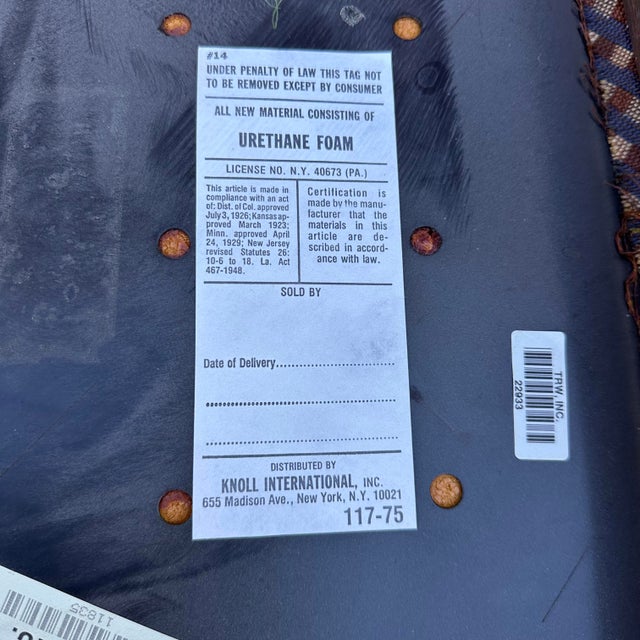 #14
UNDER PENALTY OF LAW THIS TAG NOT
TO BE REMOVED EXCEPT BY CONSUMER
ALL NEW MATERIAL CONSISTING OF
URETHANE FOAM
LICENSE NO. N.Y. 40673 (PA.)
This article is made in
compliance with an act
of: Dist. of Col. approved
July 3, 1926; Kansas ap-
proved March 1923;
Minn. approved April
24, 1929; New Jersey
revised Statutes 26:
10-6 to 18. La. Act
467-1948.
Certification is
made by the manu-
facturer that the
materials in this
article are de-
scribed in accord-
ance with law.
SOLD BY
Date of Delivery
DISTRIBUTED BY
KNOLL INTERNATIONAL, INC.
655 Madison Ave., New York, N.Y. 10021
117-75
TRW, INC.
22933
11835